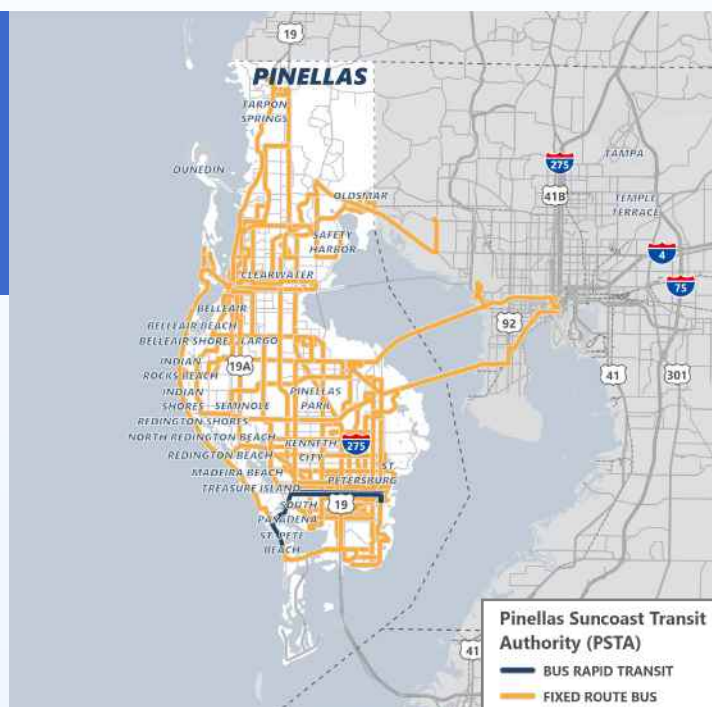 19
PINELLAS
TARPON
SPRINGS
DUNEDIN
OLDSMAR
SAFETY
HARBOR
CLEARWATER
BELLEAIR
BELLEAIR BEACH
BELLEAIR SHORE
LARGO
19A
INDIAN
ROCKS BEACH
INDIAN
SHORES
SEMINOLE
PINELLAS
PARK
REDINGTON SHORES
NORTH REDINGTON BEACH
KENNETH
CITY
275
REDINGTON BEACH
ST
PETERSBURG
MADEIRA BEACH
TREASURE ISLAND
SOUTH
PASADENA
19
ST PETE
BEACH
275
TAMPA
41B
TEMPLE
TERRACE
4
75
92
41
301
41
Pinellas Suncoast Transit
Authority (PSTA)
BUS RAPID TRANSIT
FIXED ROUTE BUS